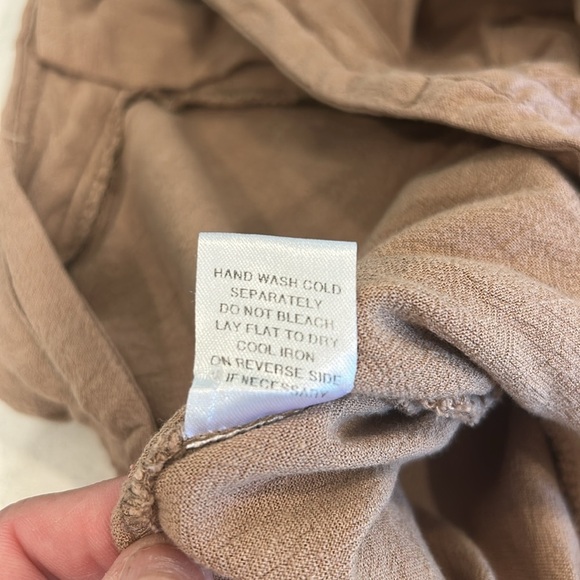 HAND WASH COLD
SEPARATELY
DO NOT BLEACH
LAY FLAT TO DRY
COOL IRON
ON REVERSE SIDE
IF NECESSARY